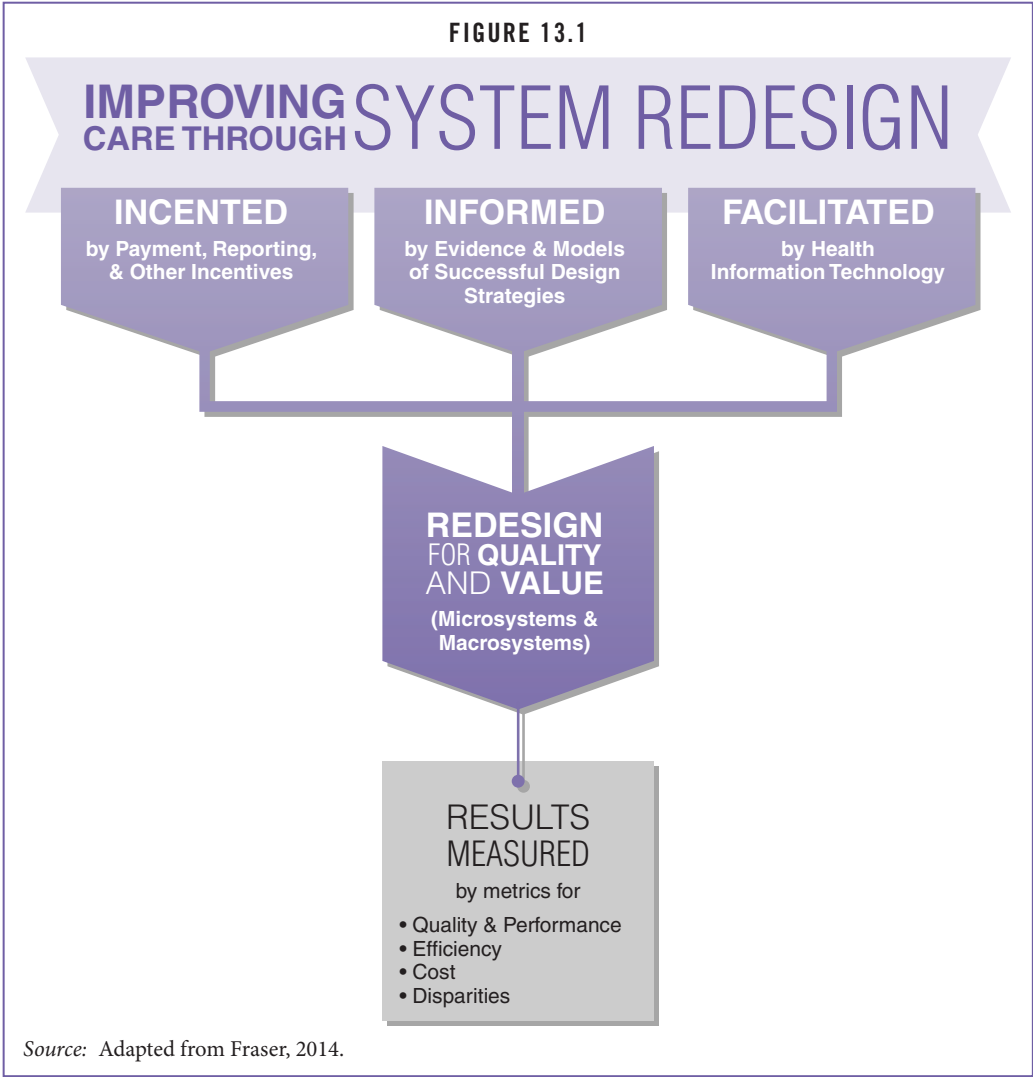 FIGURE 13.1
IMPROVING
CARE THROUGH
SYSTEM REDESIGN
INCENTED
by Payment, Reporting,
& Other Incentives
INFORMED
by Evidence & Models
of Successful Design
Strategies
FACILITATED
by Health
Information Technology
REDESIGN
FOR QUALITY
AND VALUE
(Microsystems &
Macrosystems)
RESULTS
MEASURED
by metrics for
• Quality & Performance
• Efficiency
• Cost
• Disparities
Source: Adapted from Fraser, 2014.